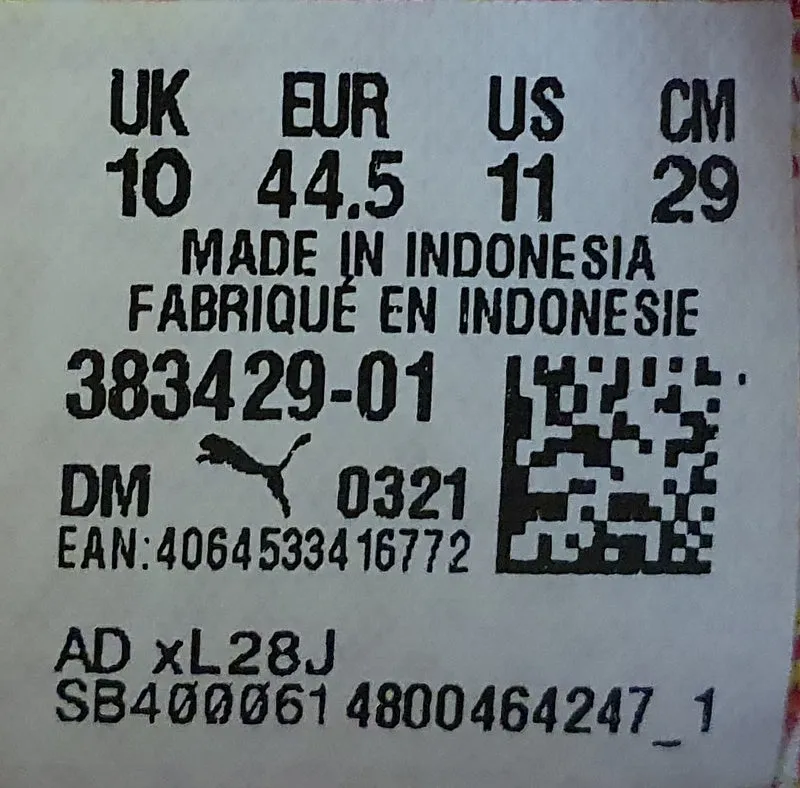 UK EUR US CM
10 44.5 11 29
MADE IN INDONESIA
FABRIQUÉ EN INDONESIE
383429-01
DM 0321
EAN:4064533416772
AD xL28J
SB400061 4800464247_1